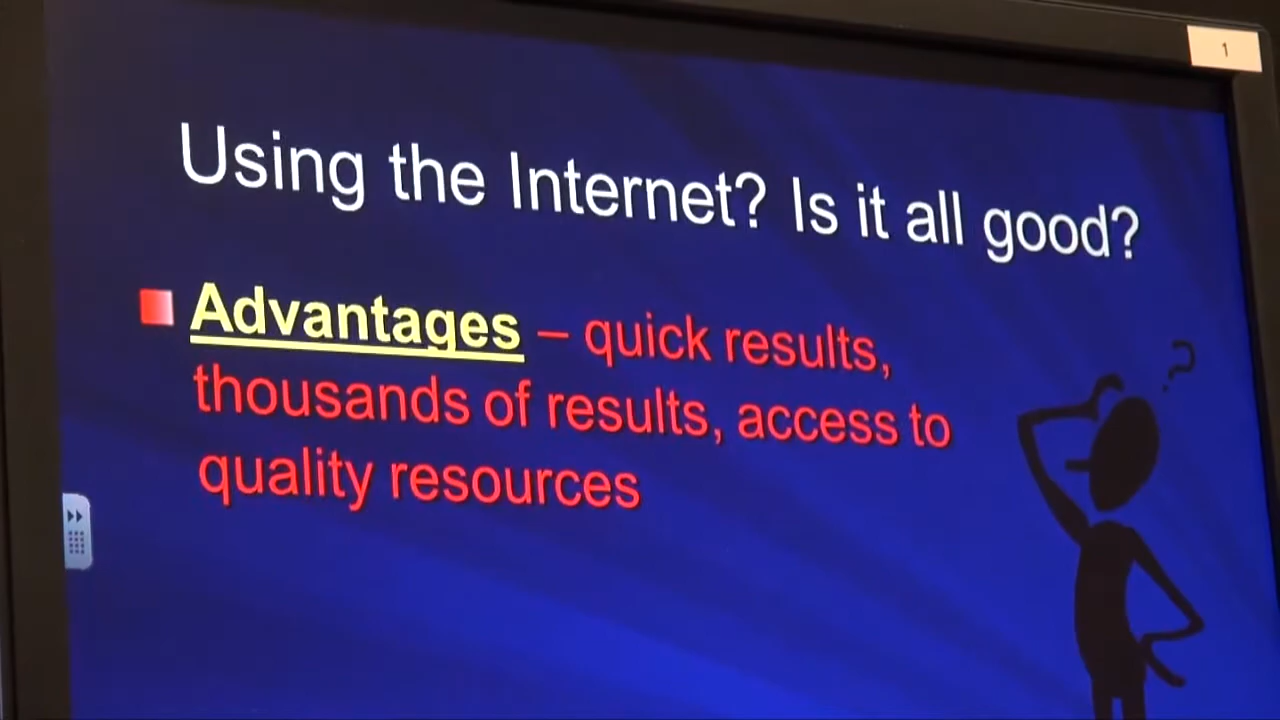 1
Using the Internet? Is it all good?
Advantages – quick results,
thousands of results, access to
quality resources
?